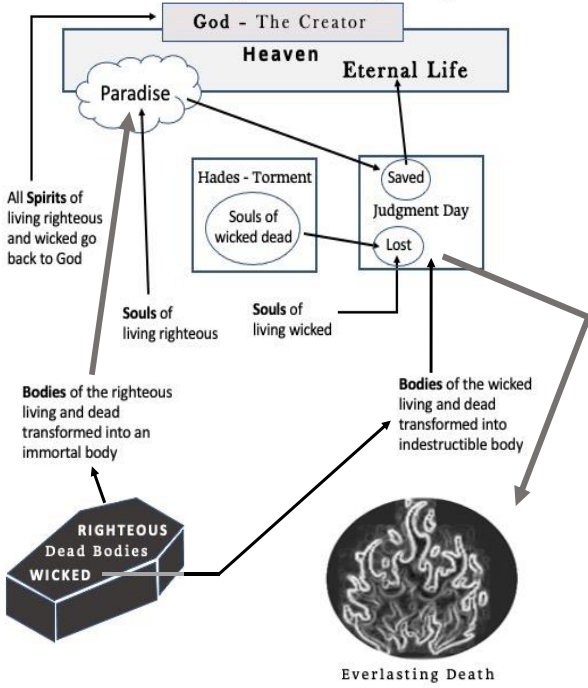 God - The Creator
Heaven
Eternal Life
Paradise
Hades - Torment
Souls of
wicked dead
Saved
Judgment Day
Lost
All Spirits of
living righteous
and wicked go
back to God
Souls of
living righteous
Souls of
living wicked
Bodies of the righteous
living and dead
transformed into an
immortal body
Bodies of the wicked
living and dead
transformed into
indestructible body
RIGHTEOUS
Dead Bodies
WICKED
Everlasting Death